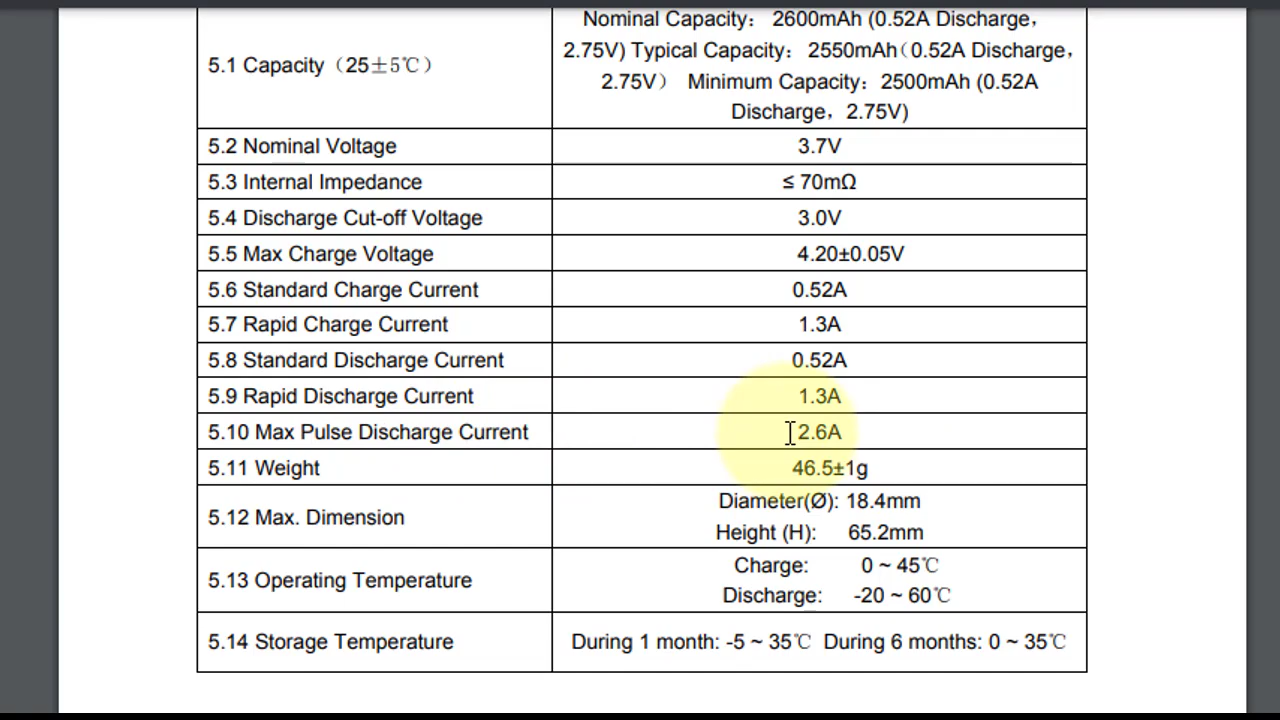 Nominal Capacity： 2600mAh (0.52A Discharge，
5.1 Capacity（25±5℃）
2.75V) Typical Capacity： 2550mAh（0.52A Discharge，
2.75V） Minimum Capacity：2500mAh (0.52A
Discharge，2.75V)
5.2 Nominal Voltage 3.7V
5.3 Internal Impedance ≤ 70mΩ
5.4 Discharge Cut-off Voltage 3.0V
5.5 Max Charge Voltage 4.20±0.05V
5.6 Standard Charge Current 0.52A
5.7 Rapid Charge Current 1.3A
5.8 Standard Discharge Current 0.52A
5.9 Rapid Discharge Current 1.3A
5.10 Max Pulse Discharge Current 2.6A
5.11 Weight 46.5±1g
5.12 Max. Dimension
Diameter(Ø): 18.4mm
Height (H): 65.2mm
5.13 Operating Temperature
Charge: 0 ~ 45℃
Discharge: -20 ~ 60℃
5.14 Storage Temperature During 1 month: -5 ~ 35℃ During 6 months: 0 ~ 35℃